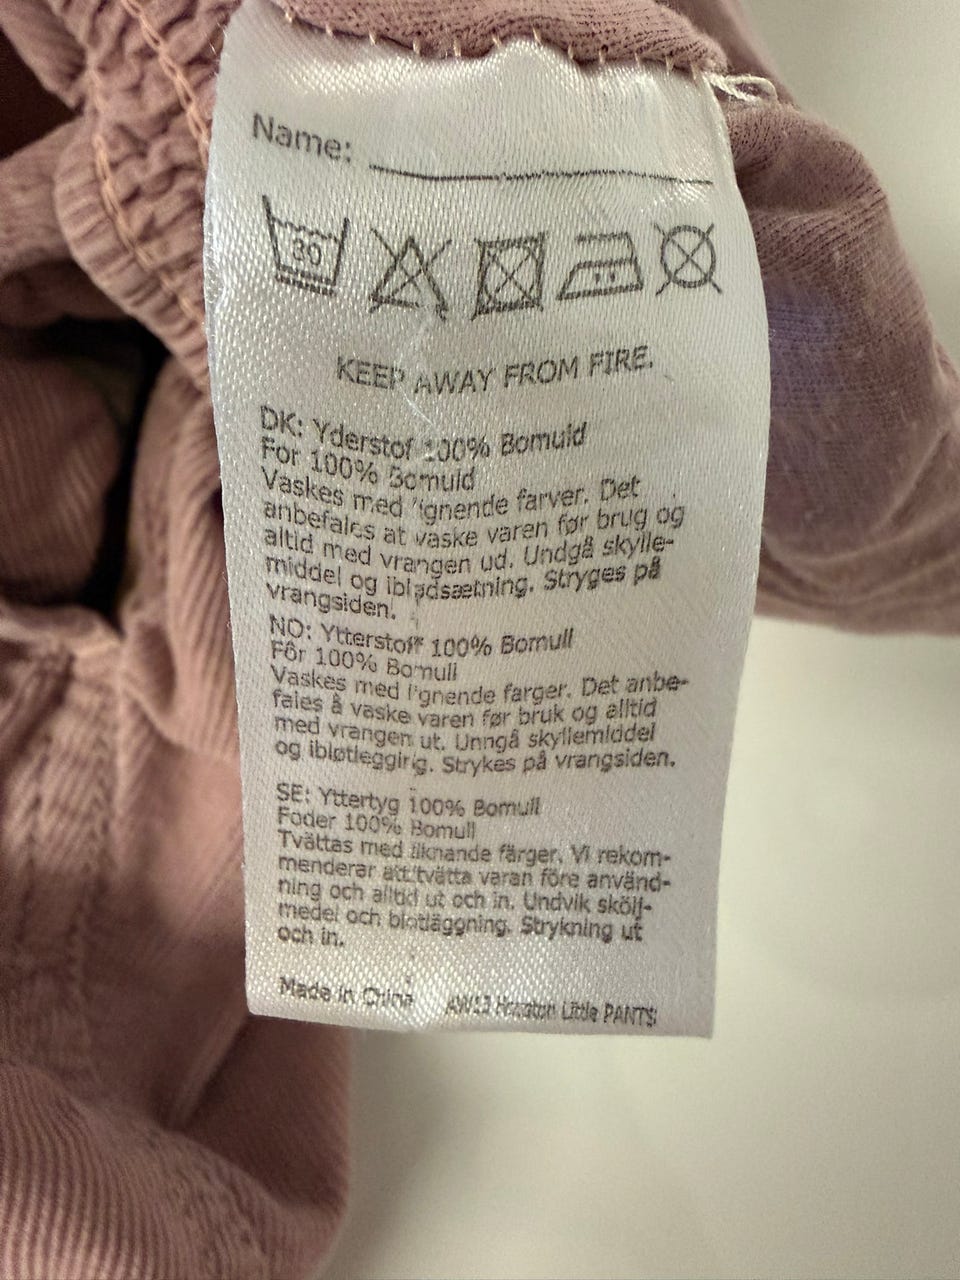 Name:
30
KEEP AWAY FROM FIRE.
DK: Yderstof 100% Bomuld
For 100% Bomuld
Vaskes med lignende farver. Det
anbefales at vaske varen før brug og
altid med vrangen ud. Undgå skylle-
middel og iblødsætning. Stryges på
vrangsiden.
NO: Ytterstoff 100% Bomull
Fôr 100% Bomull
Vaskes med lignende farger. Det anbe-
fales å vaske varen før bruk og alltid
med vrangen ut. Unngå skyllemiddel
og ibløtlegging. Strykes på vrangsiden.
SE: Yttertyg 100% Bomull
Foder 100% Bomull
Tvättas med liknande färger. Vi rekom-
menderar att tvätta varan före använd-
ning och alltid ut och in. Undvik skölj-
medel och blötläggning. Strykning ut
och in.
Made in China AW13 Little PANTS